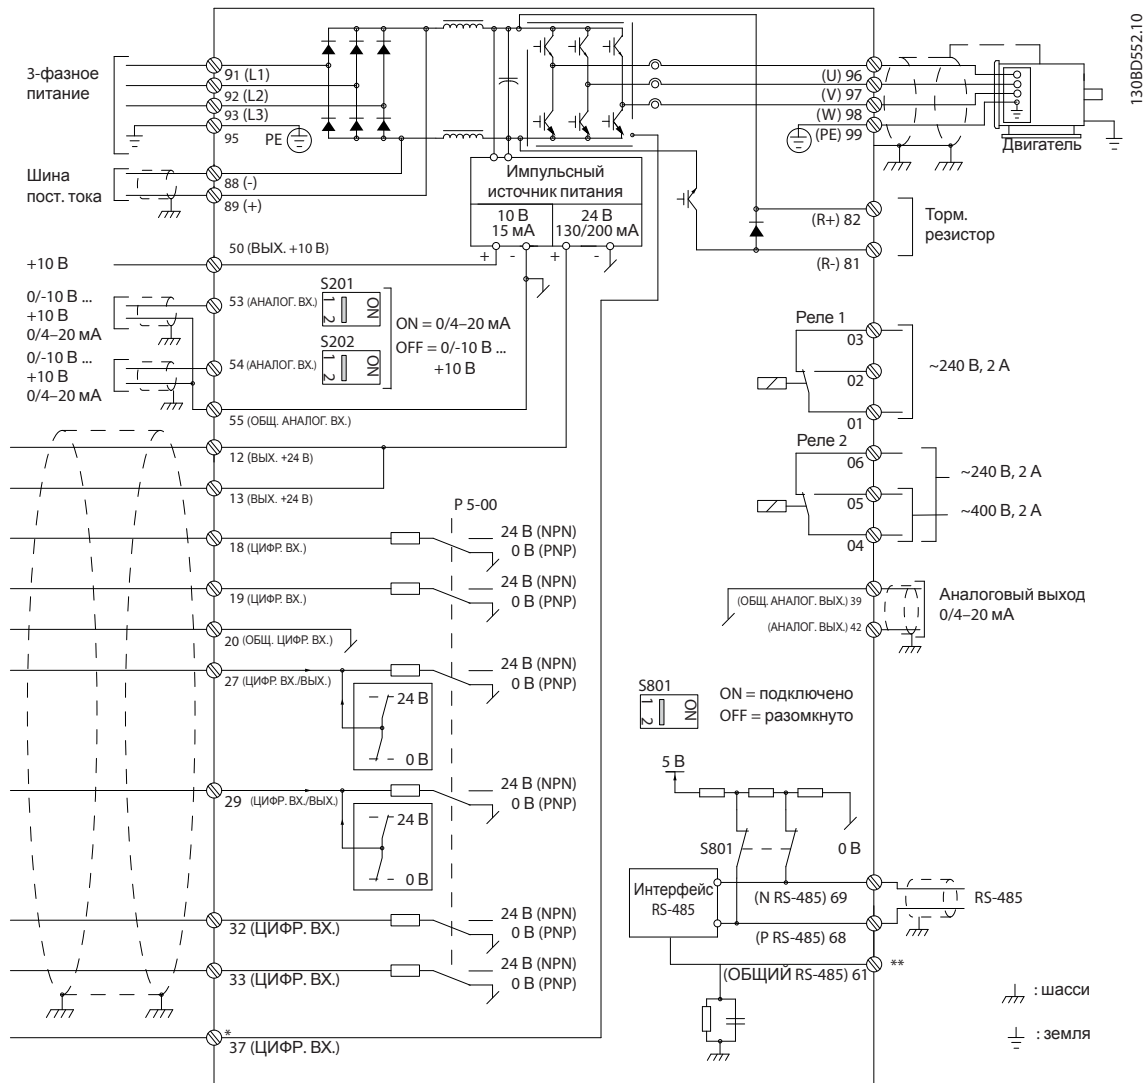 130BD552.10
3-фазное
питание
91 (L1)
92 (L2)
93 (L3)
95
PE
(U) 96
(V) 97
(W) 98
(PE) 99
Двигатель
Шина
пост. тока
88 (-)
89 (+)
Импульсный
источник питания
10 В
15 мА
24 В
130/200 мА
+ - + -
(R+) 82
(R-) 81
Торм.
резистор
+10 В
50 (ВЫХ. +10 В)
0/-10 В ...
+10 В
0/4–20 мА
53 (АНАЛОГ. ВХ.)
S201
1 2
ON
0/-10 В ...
+10 В
0/4–20 мА
54 (АНАЛОГ. ВХ.)
S202
1 2
ON
ON = 0/4–20 мА
OFF = 0/-10 В ...
+10 В
55 (ОБЩ. АНАЛОГ. ВХ.)
12 (ВЫХ. +24 В)
13 (ВЫХ. +24 В)
Реле 1
03
02
01
~240 В, 2 А
Реле 2
06
05
04
~240 В, 2 А
~400 В, 2 А
P 5-00
18 (ЦИФР. ВХ.)
24 В (NPN)
0 В (PNP)
19 (ЦИФР. ВХ.)
24 В (NPN)
0 В (PNP)
20 (ОБЩ. ЦИФР. ВХ.)
27 (ЦИФР. ВХ./ВЫХ.)
24 В (NPN)
0 В (PNP)
24 В
0 В
29 (ЦИФР. ВХ./ВЫХ.)
24 В (NPN)
0 В (PNP)
24 В
0 В
32 (ЦИФР. ВХ.)
24 В (NPN)
0 В (PNP)
33 (ЦИФР. ВХ.)
24 В (NPN)
0 В (PNP)
*
37 (ЦИФР. ВХ.)
(ОБЩ. АНАЛОГ. ВЫХ.) 39
(АНАЛОГ. ВЫХ.) 42
Аналоговый выход
0/4–20 мА
S801
1 2
ON
ON = подключено
OFF = разомкнуто
5 В
S801
0 В
Интерфейс
RS-485
(N RS-485) 69
(P RS-485) 68
RS-485
(ОБЩИЙ RS-485) 61
**
: шасси
: земля